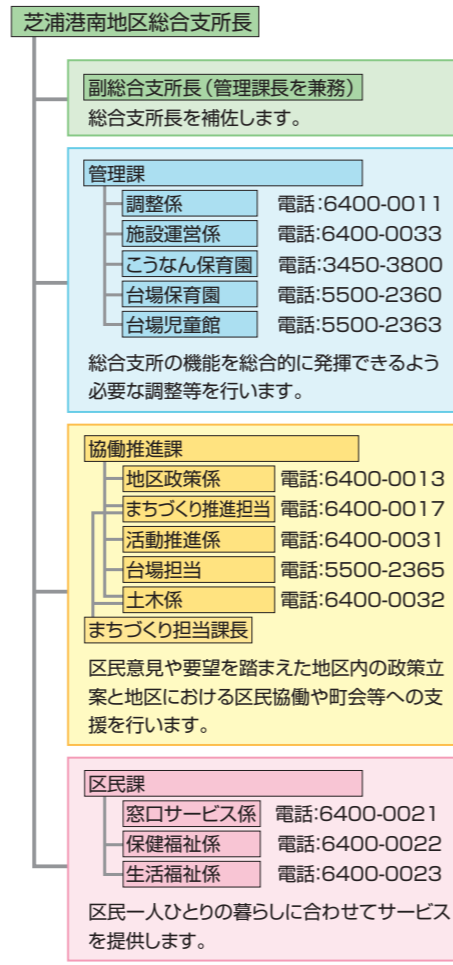 芝浦港南地区総合支所長
副総合支所長（管理課長を兼務）
総合支所長を補佐します。
管理課
調整係 電話:6400-0011
施設運営係 電話:6400-0033
こうなん保育園 電話:3450-3800
台場保育園 電話:5500-2360
台場児童館 電話:5500-2363
総合支所の機能を総合的に発揮できるよう
必要な調整等を行います。
協働推進課
地区政策係 電話:6400-0013
まちづくり推進担当 電話:6400-0017
活動推進係 電話:6400-0031
台場担当 電話:5500-2365
土木係 電話:6400-0032
まちづくり担当課長
区民意見や要望を踏まえた地区内の政策立
案と地区における区民協働や町会等への支
援を行います。
区民課
窓口サービス係 電話:6400-0021
保健福祉係 電話:6400-0022
生活福祉係 電話:6400-0023
区民一人ひとりの暮らしに合わせてサービス
を提供します。